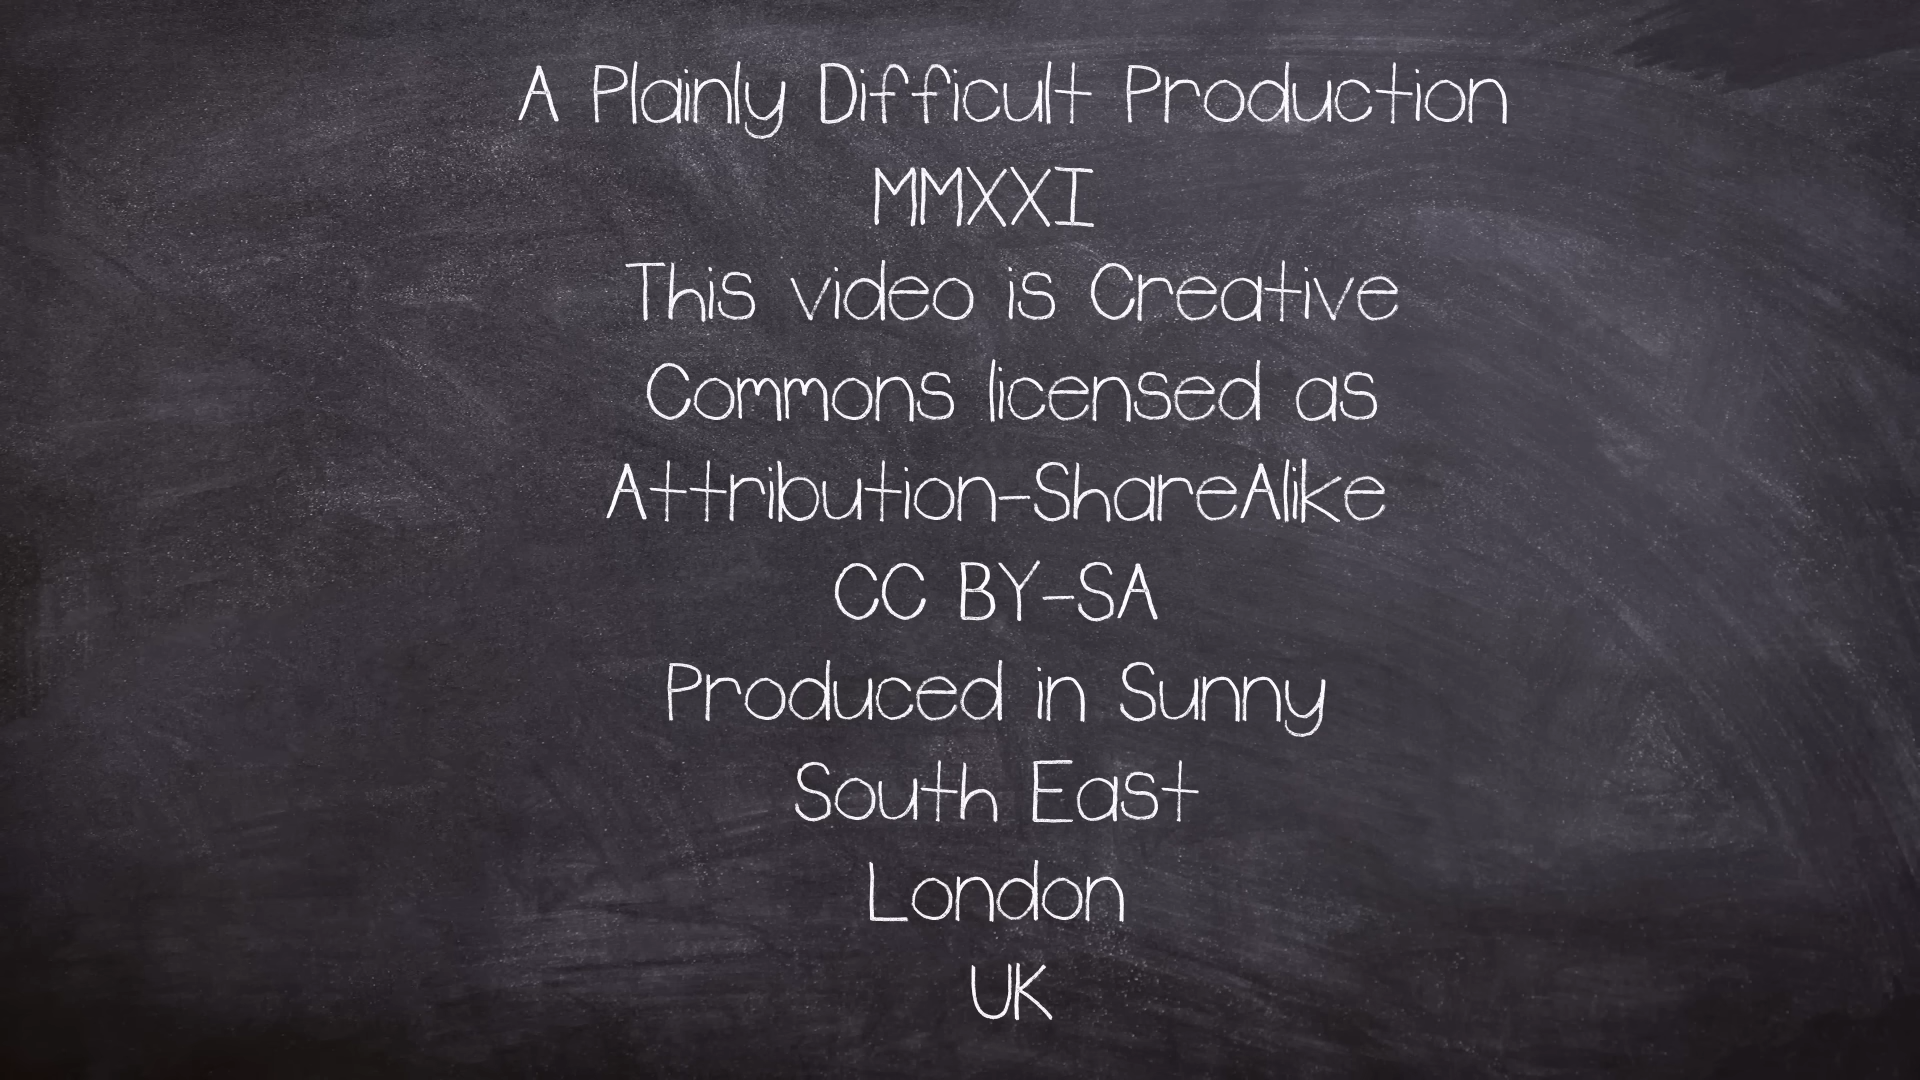 A Plainly Difficult Production
MMXXI
This video is Creative
Commons licensed as
Attribution-ShareAlike
CC BY-SA
Produced in Sunny
South East
London
UK